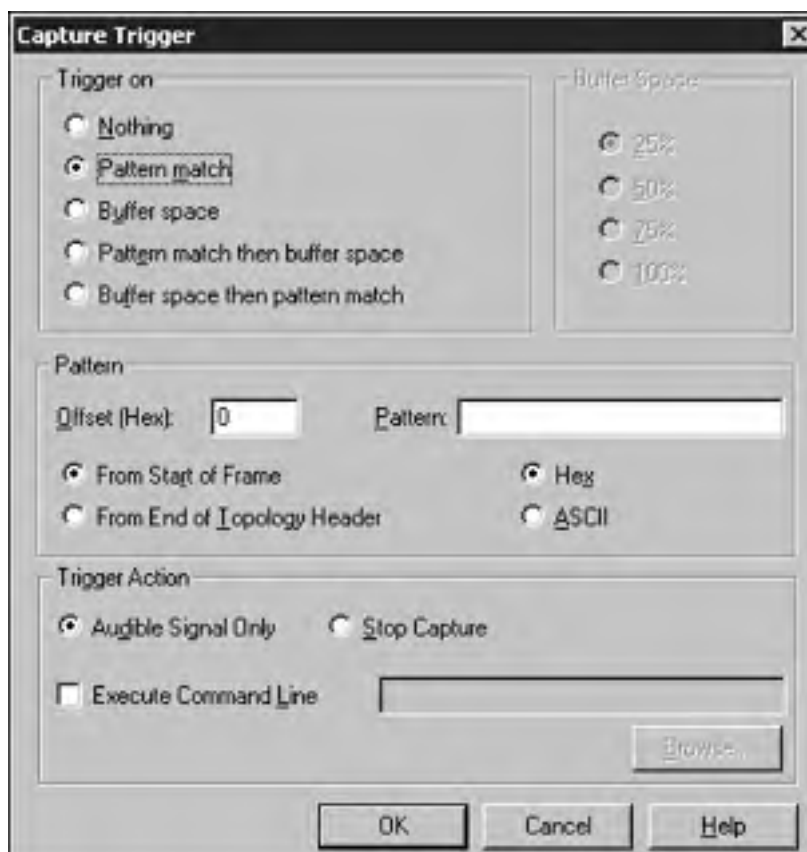 Capture Trigger
Trigger on
Nothing
Pattern match
Buffer space
Pattern match then buffer space
Buffer space then pattern match
Buffer Space
25%
50%
75%
100%
Pattern
Offset (Hex): 0 Pattern:
From Start of Frame Hex
From End of Topology Header ASCII
Trigger Action
Audible Signal Only Stop Capture
Execute Command Line
Browse...
OK Cancel Help